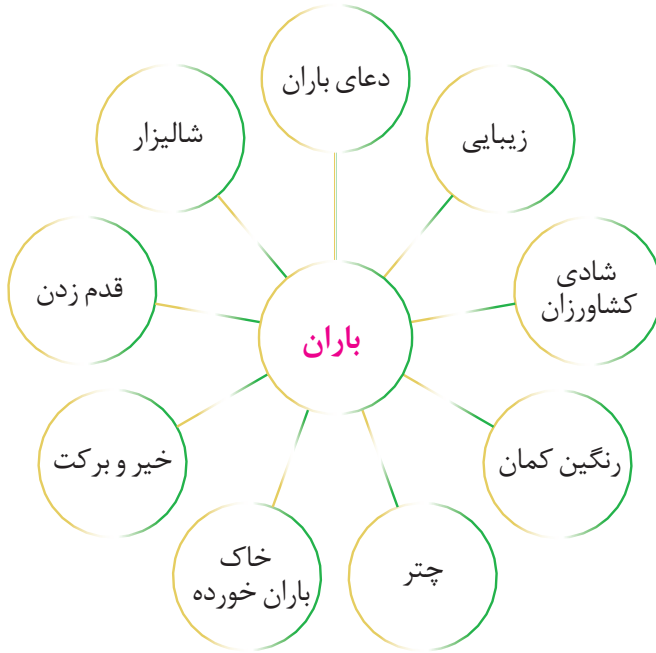 دعای باران
زیبایی
شادی
کشاورزان
رنگین کمان
چتر
خاک
باران خورده
خیر و برکت
قدم زدن
شالیزار
باران